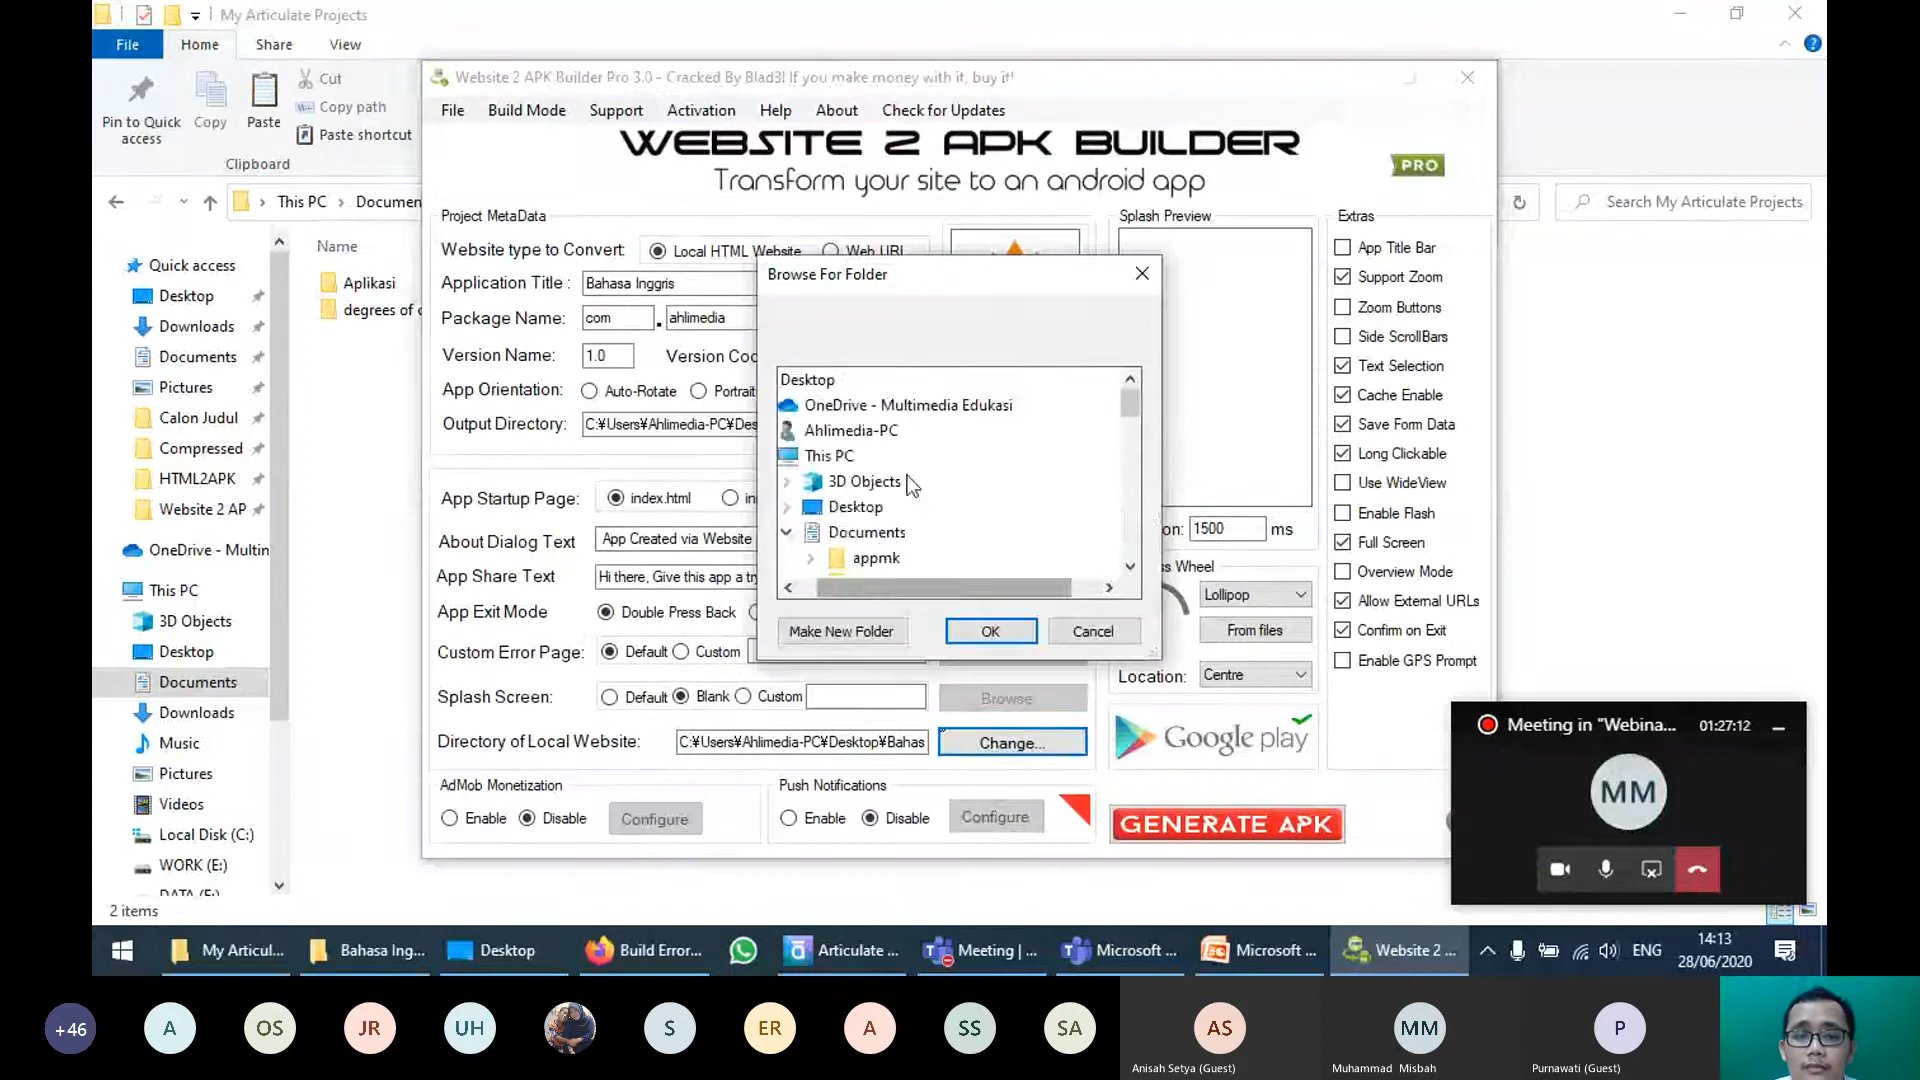 My Articulate Projects
File
Home
Share
View
Pin to Quick
access
Copy
Paste
Cut
Copy path
Paste shortcut
Clipboard
This PC
Documen
Search My Articulate Projects
Name
Aplikasi
degrees of c
Quick access
Desktop
Downloads
Documents
Pictures
Calon Judul
Compressed
HTML2APK
Website 2 AP
OneDrive - Multin
This PC
3D Objects
Desktop
Documents
Downloads
Music
Pictures
Videos
Local Disk (C:)
WORK (E:)
2 items
Website 2 APK Builder Pro 3.0 - Cracked By Blad3! If you make money with it, buy it!
File
Build Mode
Support
Activation
Help
About
Check for Updates
WEBSITE 2 APK BUILDER
Transform your site to an android app
PRO
Project MetaData
Website type to Convert:
Local HTML Website
Web URL
Application Title :
Bahasa Inggris
Package Name:
com
.
ahlimedia
Version Name:
1.0
Version Coc
App Orientation:
Auto-Rotate
Portrait
Output Directory:
C:¥Users¥Ahlimedia-PC¥Des
App Startup Page:
index.html
About Dialog Text
App Created via Website
App Share Text
Hi there, Give this app a try
App Exit Mode
Double Press Back
Custom Error Page:
Default
Custom
Splash Screen:
Default
Blank
Custom
Browse
Directory of Local Website:
C:¥Users¥Ahlimedia-PC¥Desktop¥Bahas
Change...
AdMob Monetization
Enable
Disable
Configure
Push Notifications
Enable
Disable
Configure
GENERATE APK
Splash Preview
1500
ms
Lollipop
From files
Location:
Centre
Google play
Extras
App Title Bar
Support Zoom
Zoom Buttons
Side ScrollBars
Text Selection
Cache Enable
Save Form Data
Long Clickable
Use WideView
Enable Flash
Full Screen
Overview Mode
Allow External URLs
Confirm on Exit
Enable GPS Prompt
Browse For Folder
Desktop
OneDrive - Multimedia Edukasi
Ahlimedia-PC
This PC
3D Objects
Desktop
Documents
appmk
Make New Folder
OK
Cancel
Meeting in "Webina...
01:27:12
MM
My Articul...
Bahasa Ing...
Desktop
Build Error...
Articulate ...
Meeting | ...
Microsoft ...
Microsoft ...
Website 2 ...
ENG
14:13
28/06/2020
+46
A
OS
JR
UH
S
ER
A
SS
SA
AS
Anisah Setya (Guest)
MM
Muhammad Misbah
P
Purnawati (Guest)